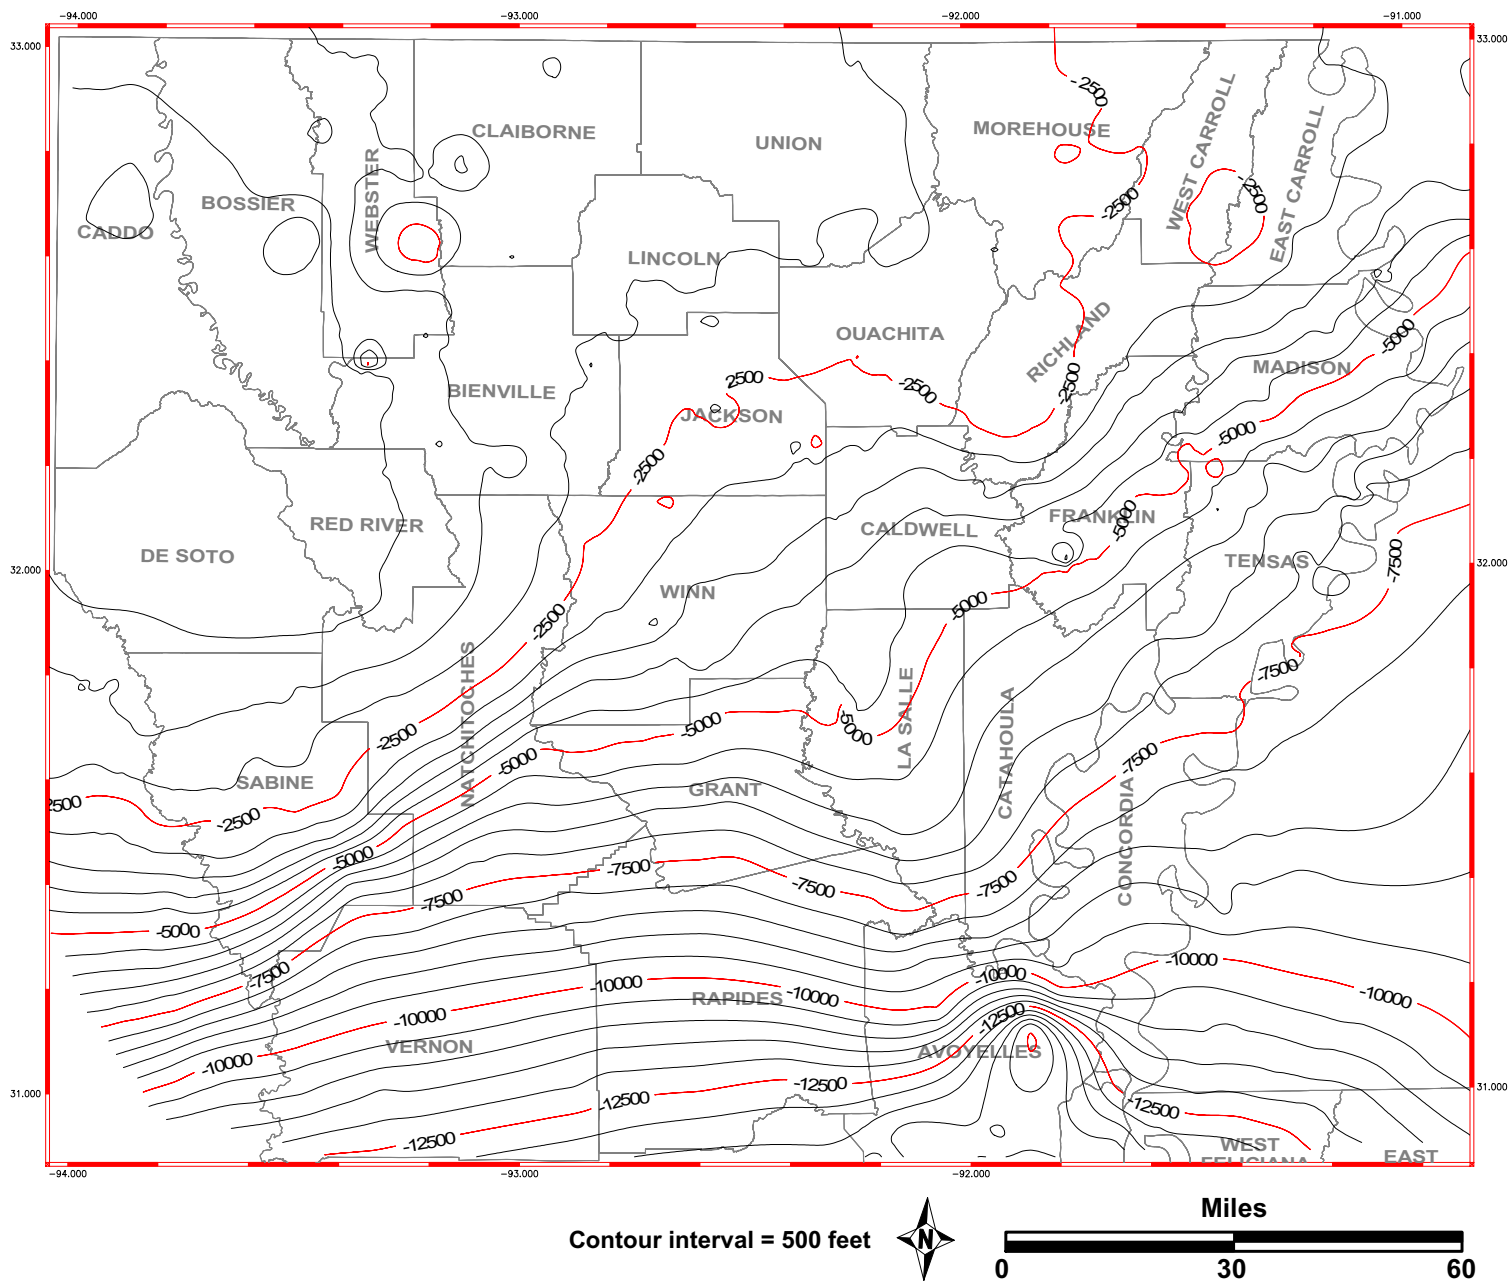 -94.000 -93.000 -92.000 -91.000
33.000 33.000
-2500
CLAIBORNE UNION MOREHOUSE WEST CARROLL EAST CARROLL
WEBSTER
BOSSIER
-2500 -2500
CADDO
LINCOLN
OUACHITA RICHLAND -5000
MADISON
2500 -2500 -2500
BIENVILLE
JACKSON
-5000
-2500
RED RIVER CALDWELL FRANKLIN
-5000
DE SOTO
TENSAS
-7500
32.000 32.000
WINN
-5000
-2500
NATCHITOCHES LA SALLE CATAHOULA
-7500
-2500 -5000 -5000
-5000 -7500
SABINE GRANT
2500
-2500
CONCORDIA
-5000
-7500 -7500 -7500
-7500
-5000
-10000
-7500 -10000
-10000 RAPIDES -10000 -10000
-10000 -12500
VERNON AVOYELLES
-10000
-12500
31.000 31.000
-12500 -12500
-12500
WEST
FELICIANA EAST
-94.000 -93.000 -92.000
Miles
Contour interval = 500 feet N
0 30 60